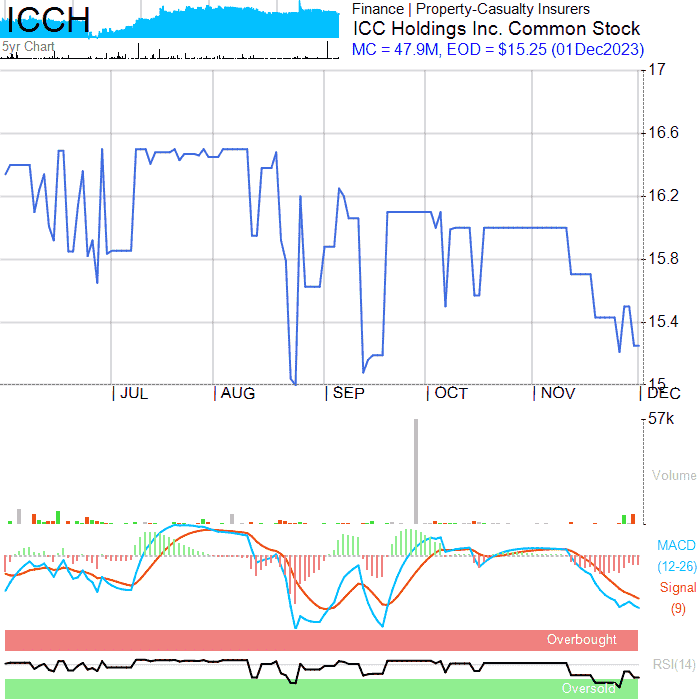 ICCH
5yr Chart
Finance | Property-Casualty Insurers
ICC Holdings Inc. Common Stock
MC = 47.9M, EOD = $15.25 (01Dec2023)
17
16.6
16.2
15.8
15.4
15
JUL
AUG
SEP
OCT
NOV
DEC
57k
Volume
MACD
(12-26)
Signal
(9)
Overbought
RSI(14)
Oversold